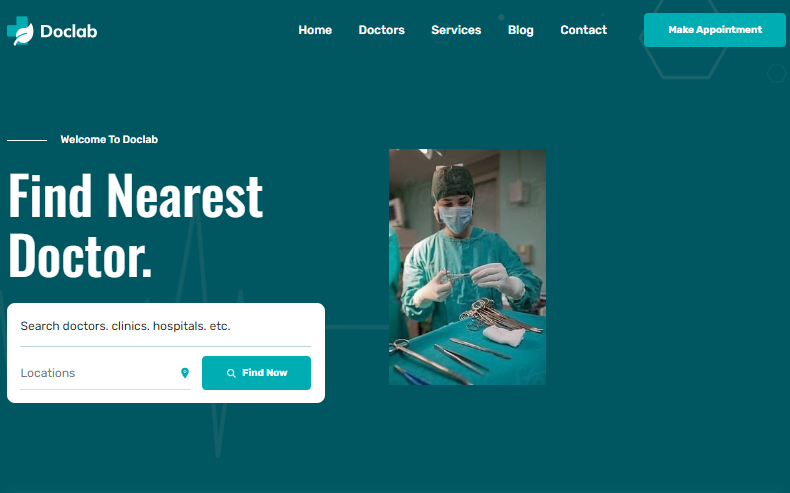 Doclab
Home
Doctors
Services
Blog
Contact
Make Appointment
Welcome To Doclab
Find Nearest
Doctor.
Search doctors. clinics. hospitals. etc.
Locations
Find Now